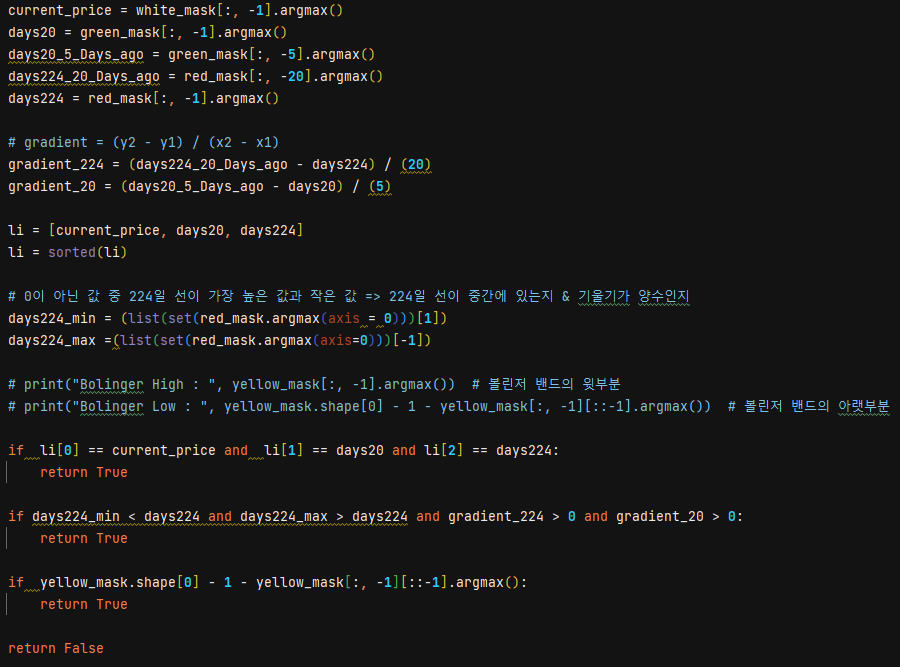 current_price = white_mask[:, -1].argmax()
days20 = green_mask[:, -1].argmax()
days20_5_Days_ago = green_mask[:, -5].argmax()
days224_20_Days_ago = red_mask[:, -20].argmax()
days224 = red_mask[:, -1].argmax()
# gradient = (y2 - y1) / (x2 - x1)
gradient_224 = (days224_20_Days_ago - days224) / (20)
gradient_20 = (days20_5_Days_ago - days20) / (5)
li = [current_price, days20, days224]
li = sorted(li)
# 0이 아닌 값 중 224일 선이 가장 높은 값과 작은 값 => 224일 선이 중간에 있는지 & 기울기가 양수인지
days224_min = (list(set(red_mask.argmax(axis = 0)))[1])
days224_max =(list(set(red_mask.argmax(axis=0)))[-1])
# print("Bolinger High : ", yellow_mask[:, -1].argmax())  # 볼린저 밴드의 윗부분
# print("Bolinger Low : ", yellow_mask.shape[0] - 1 - yellow_mask[:, -1][::-1].argmax())  # 볼린저 밴드의 아랫부분
if  li[0] == current_price and  li[1] == days20 and li[2] == days224:
    return True
if days224_min < days224 and days224_max > days224 and gradient_224 > 0 and gradient_20 > 0:
    return True
if  yellow_mask.shape[0] - 1 - yellow_mask[:, -1][::-1].argmax():
    return True
return False